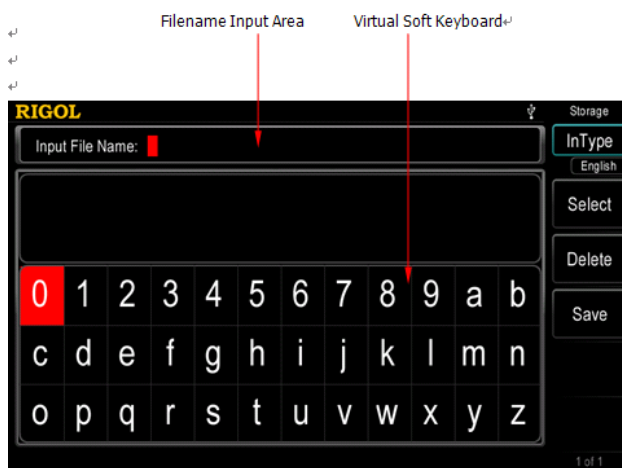 Filename Input Area Virtual Soft Keyboard↵
↵
↵
↵
RIGOL Storage
Input File Name: InType
English
Select
Delete
0 1 2 3 4 5 6 7 8 9 a b
Save
c d e f g h i j k l m n
o p q r s t u v w x y z
1 of 1